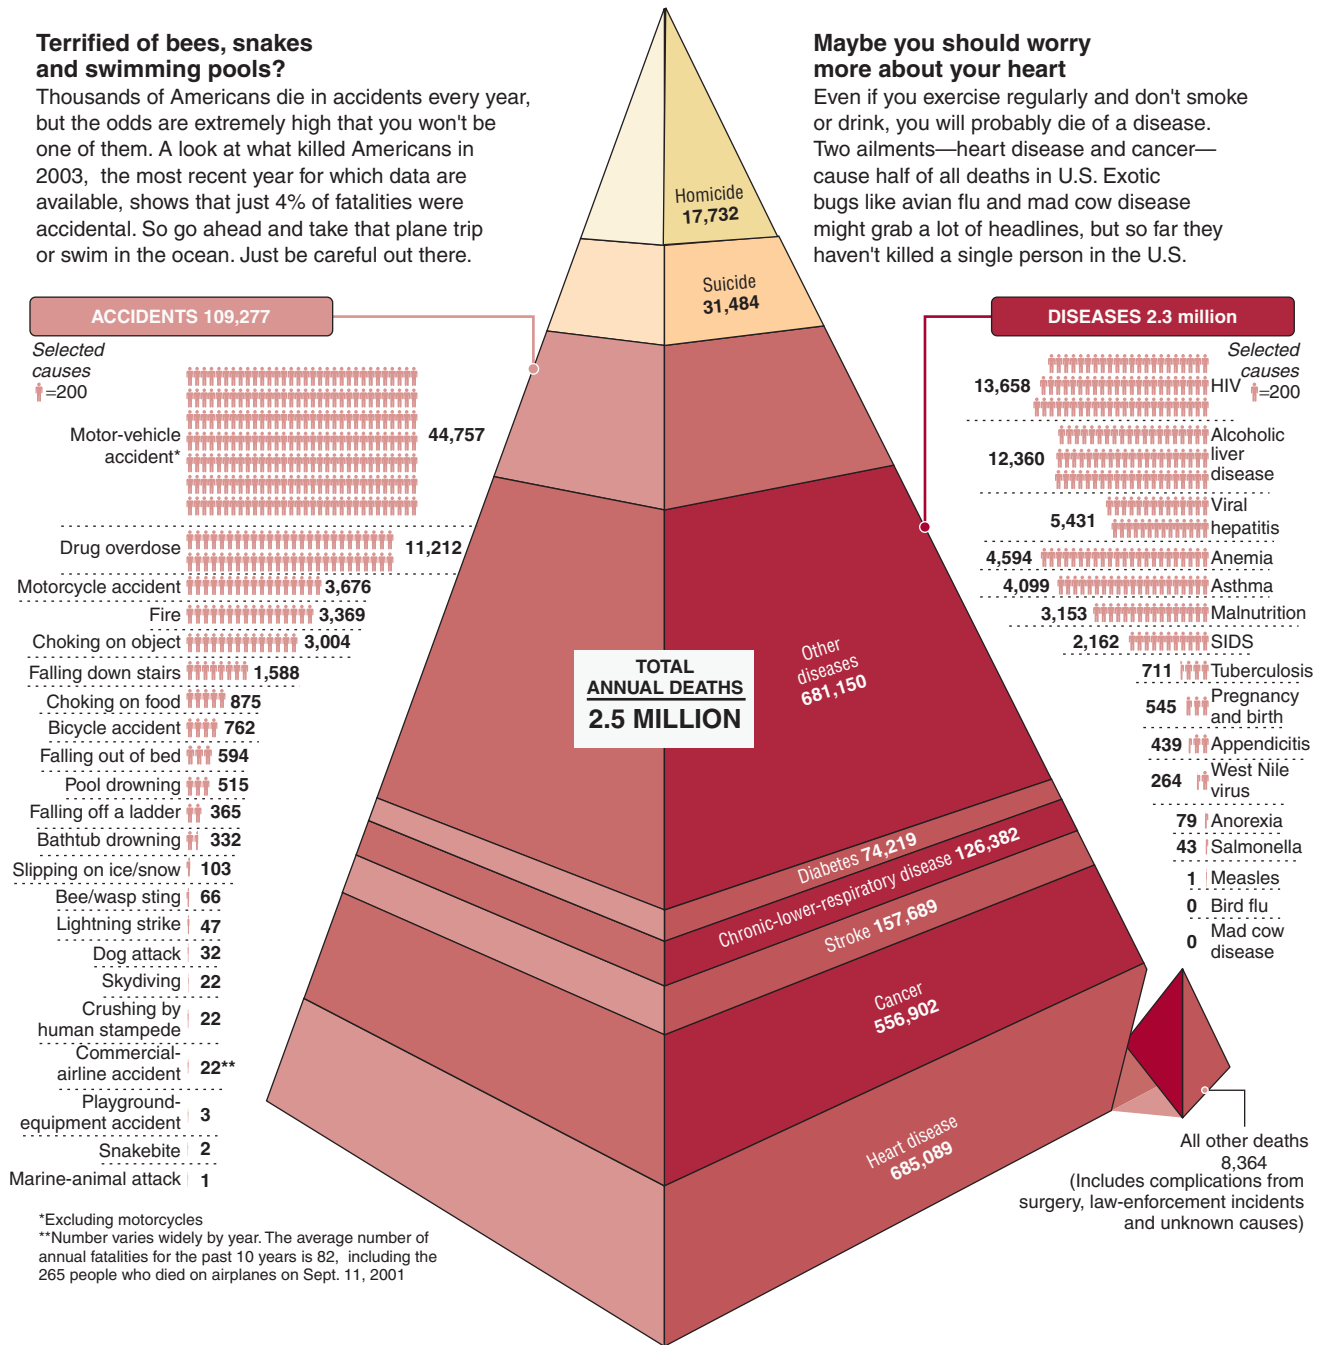 Terrified of bees, snakes
and swimming pools?
Thousands of Americans die in accidents every year,
but the odds are extremely high that you won't be
one of them. A look at what killed Americans in
2003, the most recent year for which data are
available, shows that just 4% of fatalities were
accidental. So go ahead and take that plane trip
or swim in the ocean. Just be careful out there.
Maybe you should worry
more about your heart
Even if you exercise regularly and don't smoke
or drink, you will probably die of a disease.
Two ailments—heart disease and cancer—
cause half of all deaths in U.S. Exotic
bugs like avian flu and mad cow disease
might grab a lot of headlines, but so far they
haven't killed a single person in the U.S.
ACCIDENTS 109,277
Selected
causes
=200
Motor-vehicle
accident*
44,757
Drug overdose 11,212
Motorcycle accident 3,676
Fire 3,369
Choking on object 3,004
Falling down stairs 1,588
Choking on food 875
Bicycle accident 762
Falling out of bed 594
Pool drowning 515
Falling off a ladder 365
Bathtub drowning 332
Slipping on ice/snow 103
Bee/wasp sting 66
Lightning strike 47
Dog attack 32
Skydiving 22
Crushing by
human stampede
22
Commercial-
airline accident
22**
Playground-
equipment accident
3
Snakebite 2
Marine-animal attack 1
*Excluding motorcycles
**Number varies widely by year. The average number of
annual fatalities for the past 10 years is 82, including the
265 people who died on airplanes on Sept. 11, 2001
Homicide
17,732
Suicide
31,484
TOTAL
ANNUAL DEATHS
2.5 MILLION
Other
diseases
681,150
Diabetes 74,219
Chronic-lower-respiratory disease 126,382
Stroke 157,689
Cancer
556,902
Heart disease
685,089
DISEASES 2.3 million
Selected
causes
=200
13,658 HIV
12,360
Alcoholic
liver
disease
5,431
Viral
hepatitis
4,594 Anemia
4,099 Asthma
3,153 Malnutrition
2,162 SIDS
711 Tuberculosis
545
Pregnancy
and birth
439 Appendicitis
264
West Nile
virus
79 Anorexia
43 Salmonella
1 Measles
0 Bird flu
0
Mad cow
disease
All other deaths
8,364
(Includes complications from
surgery, law-enforcement incidents
and unknown causes)